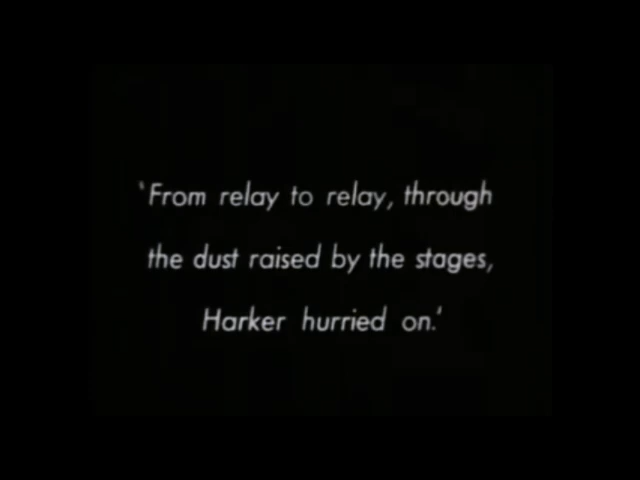 'From relay to relay, through
the dust raised by the stages,
Harker hurried on.'